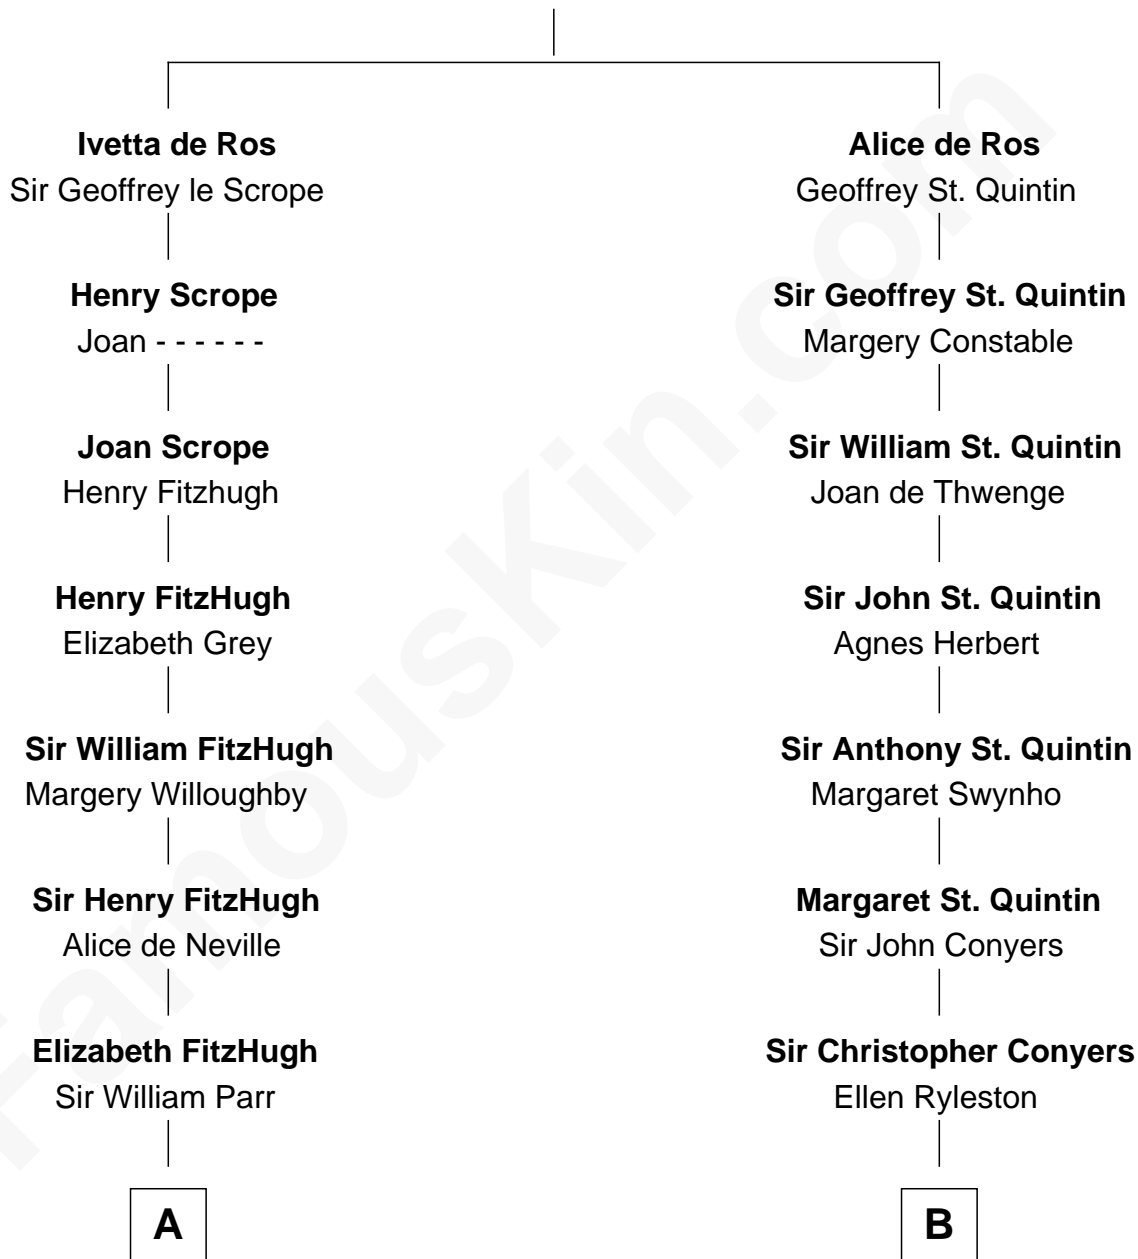 Ivetta de Ros
Sir Geoffrey le Scrope
Henry Scrope
Joan - - - - - -
Joan Scrope
Henry Fitzhugh
Henry FitzHugh
Elizabeth Grey
Sir William FitzHugh
Margery Willoughby
Sir Henry FitzHugh
Alice de Neville
Elizabeth FitzHugh
Sir William Parr
A
Alice de Ros
Geoffrey St. Quintin
Sir Geoffrey St. Quintin
Margery Constable
Sir William St. Quintin
Joan de Thwenge
Sir John St. Quintin
Agnes Herbert
Sir Anthony St. Quintin
Margaret Swynho
Margaret St. Quintin
Sir John Conyers
Sir Christopher Conyers
Ellen Ryleston
B
FamousKin.com